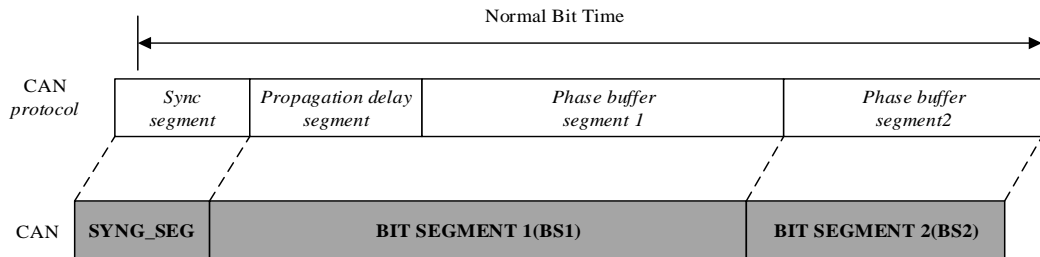 Normal Bit Time
CAN
protocol
Sync
segment
Propagation delay
segment
Phase buffer
segment 1
Phase buffer
segment2
CAN
SYNG_SEG
BIT SEGMENT 1(BS1)
BIT SEGMENT 2(BS2)